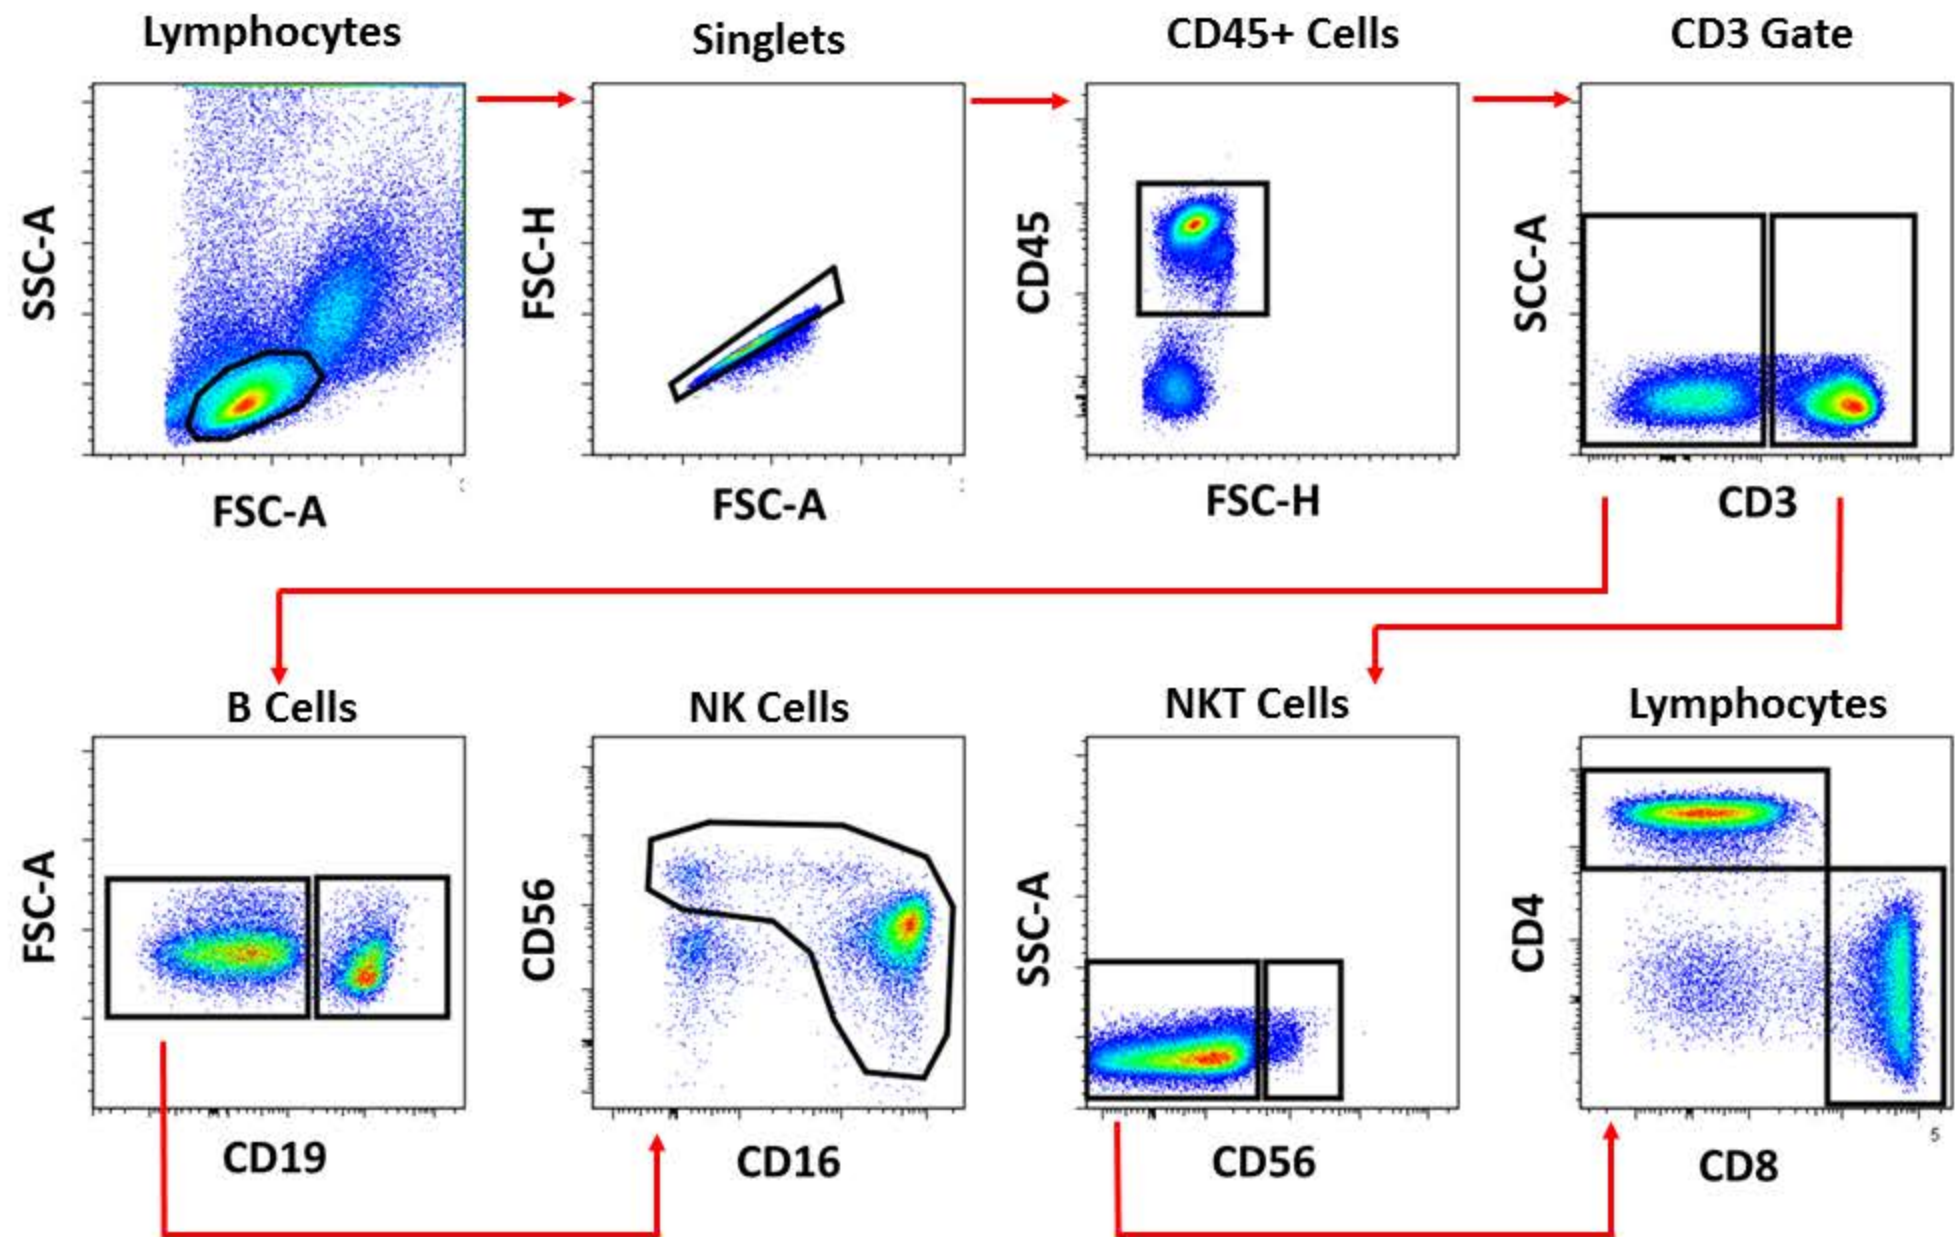 Lymphocytes
Singlets
CD45+ Cells
CD3 Gate
SSC-A
FSC-H
CD45
SCC-A
FSC-A
FSC-A
FSC-H
CD3
B Cells
NK Cells
NKT Cells
Lymphocytes
FSC-A
CD56
SSC-A
CD4
5
CD19
CD16
CD56
CD8